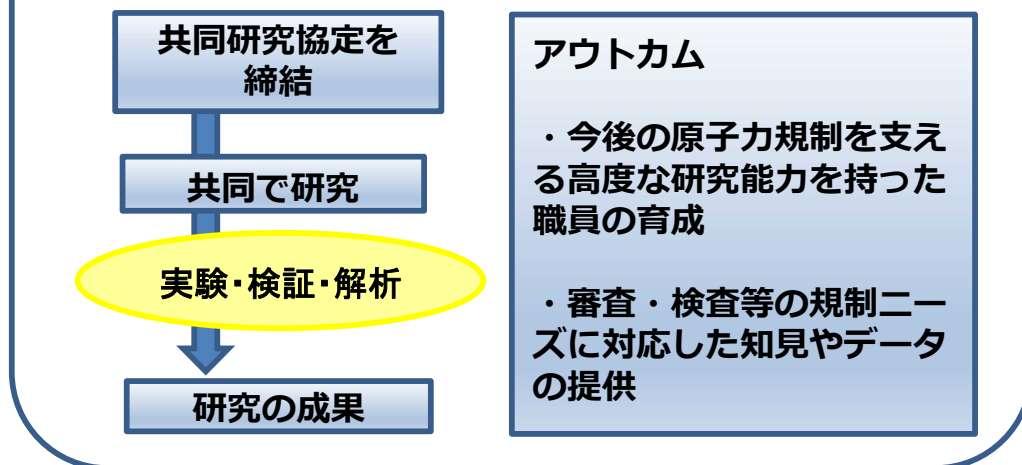 共同研究協定を
締結
共同で研究
実験・検証・解析
研究の成果
アウトカム
・今後の原子力規制を支え
る高度な研究能力を持った
職員の育成
・審査・検査等の規制ニー
ズに対応した知見やデータ
の提供